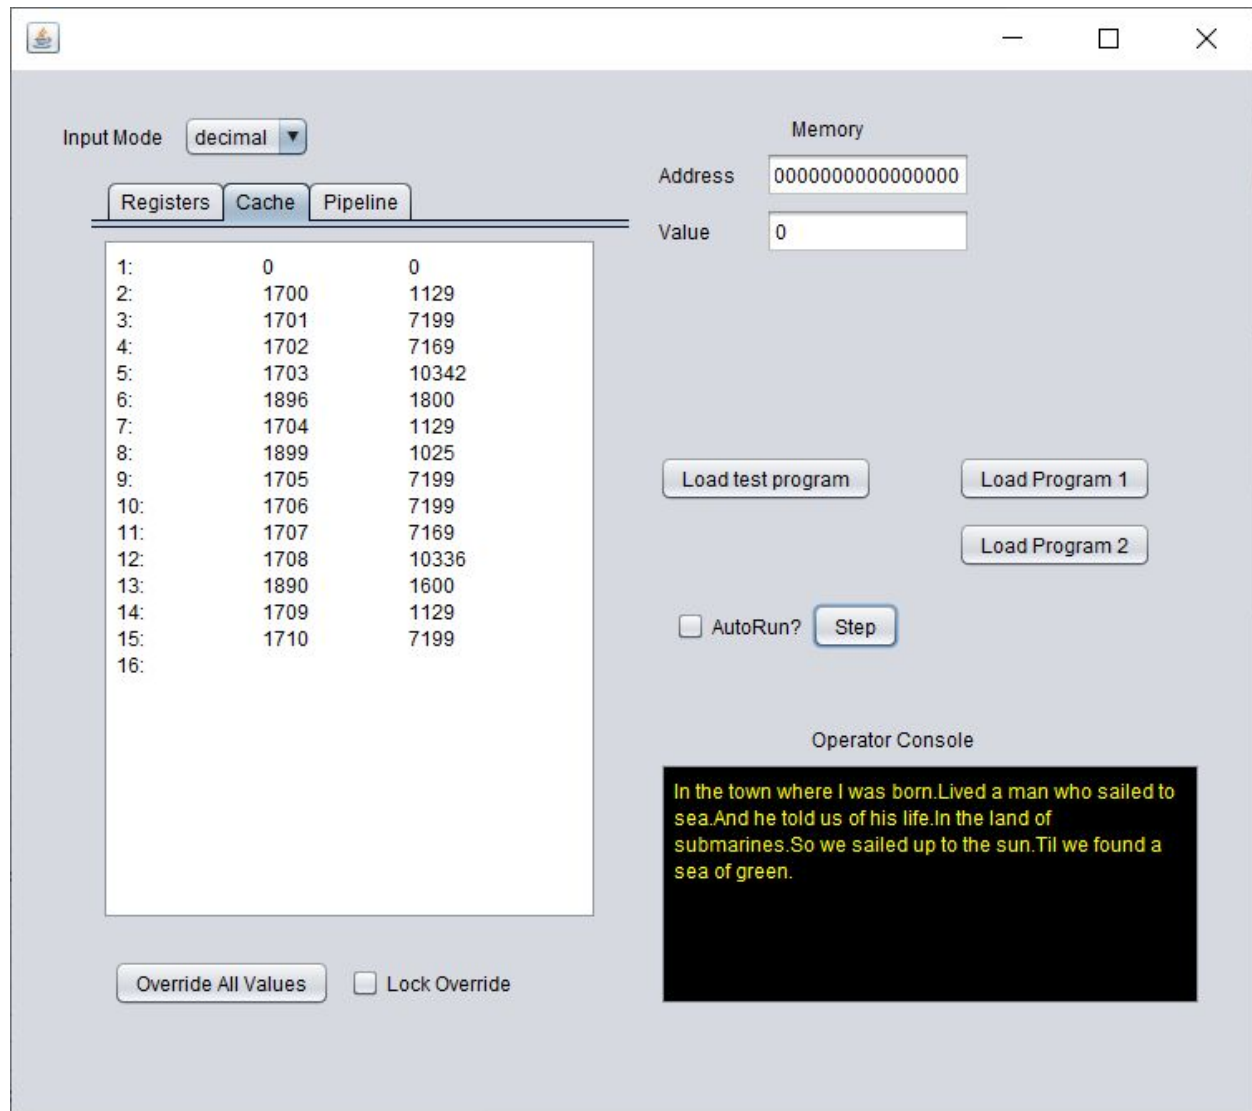 Input Mode decimal
Registers Cache Pipeline
1: 0 0
2: 1700 1129
3: 1701 7199
4: 1702 7169
5: 1703 10342
6: 1896 1800
7: 1704 1129
8: 1899 1025
9: 1705 7199
10: 1706 7199
11: 1707 7169
12: 1708 10336
13: 1890 1600
14: 1709 1129
15: 1710 7199
16:
Override All Values Lock Override
Memory
Address 0000000000000000
Value 0
Load test program Load Program 1
Load Program 2
AutoRun? Step
Operator Console
In the town where I was born.Lived a man who sailed to
sea.And he told us of his life.In the land of
submarines.So we sailed up to the sun.Til we found a
sea of green.